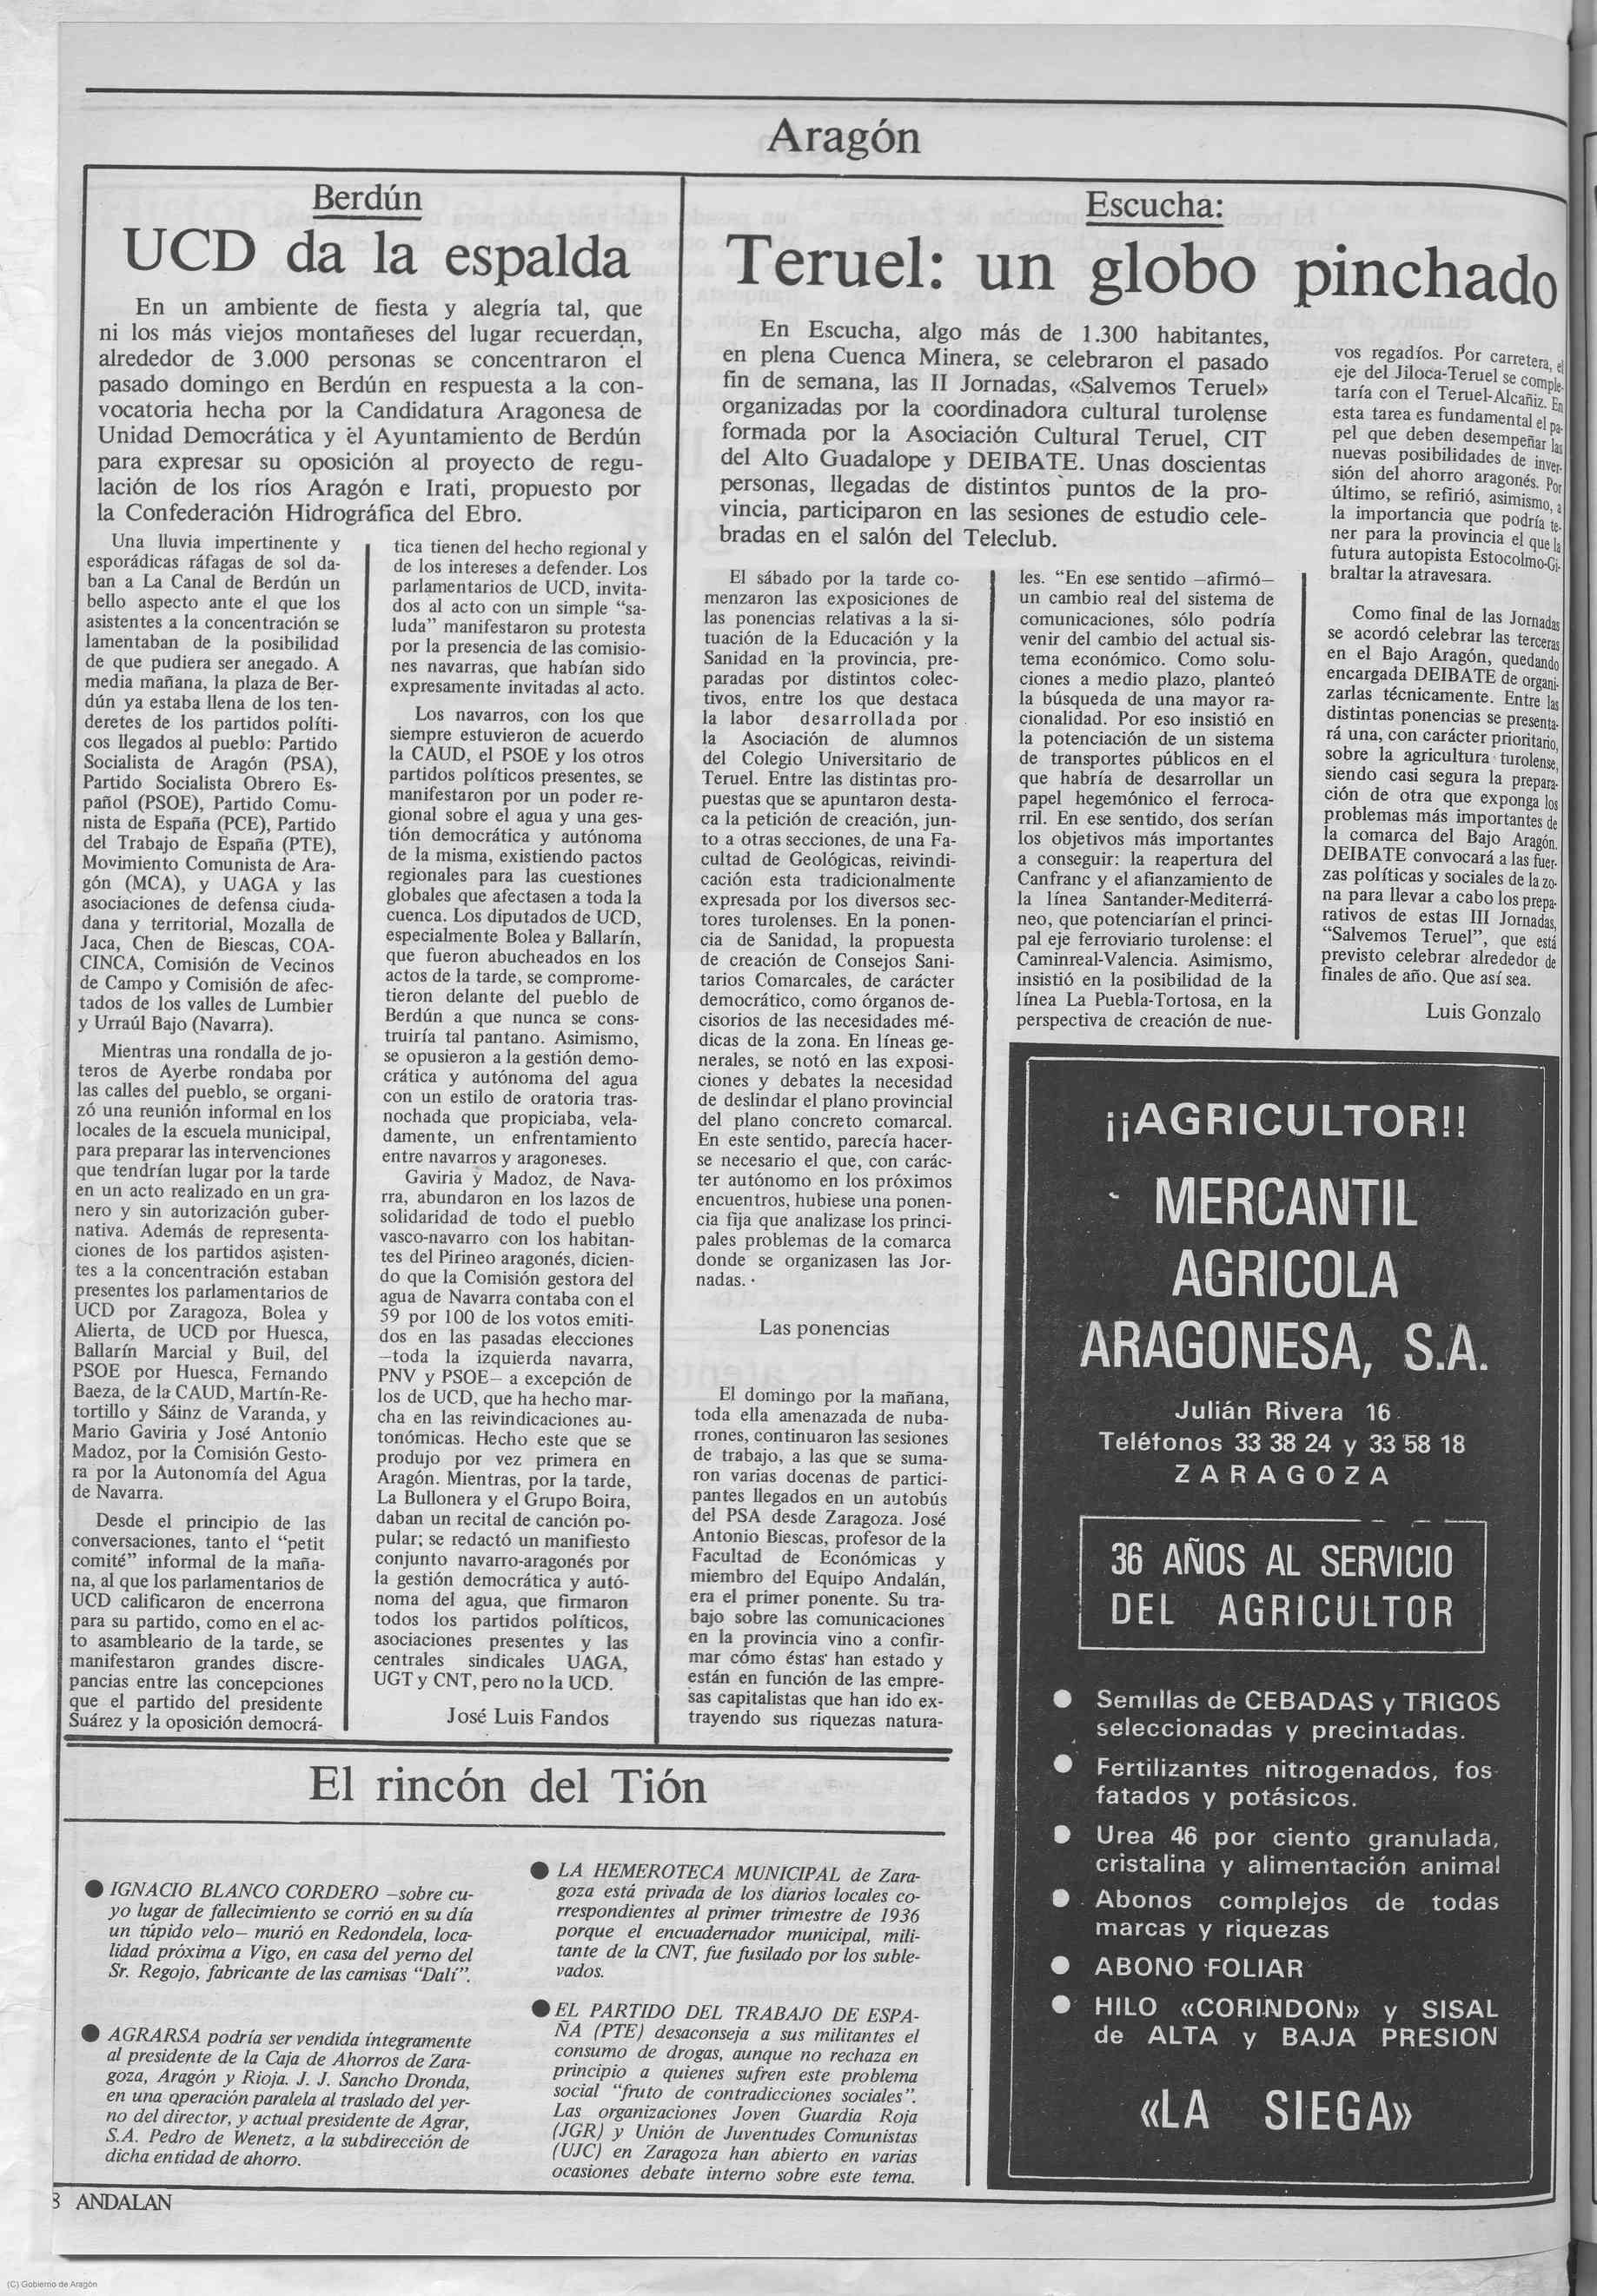 Aragón
Berdún
UCD da la espalda
En un ambiente de fiesta y alegría tal, que
ni los más viejos montañeses del lugar recuerdan,
alrededor de 3.000 personas se concentraron el
pasado domingo en Berdún en respuesta a la con-
vocatoria hecha por la Candidatura Aragonesa de
Unidad Democrática y el Ayuntamiento de Berdún
para expresar su oposición al proyecto de regu-
lación de los ríos Aragón e Irati, propuesto por
la Confederación Hidrográfica del Ebro.
Una lluvia impertinente y
esporádicas ráfagas de sol da-
ban a La Canal de Berdún un
bello aspecto ante el que los
asistentes a la concentración se
lamentaban de la posibilidad
de que pudiera ser anegado. A
media mañana, la plaza de Ber-
dún ya estaba llena de los ten-
deretes de los partidos políti-
cos llegados al pueblo: Partido
Socialista de Aragón (PSA),
Partido Socialista Obrero Es-
pañol (PSOE), Partido Comu-
nista de España (PCE), Partido
del Trabajo de España (PTE),
Movimiento Comunista de Ara-
gón (MCA), y UAGA y las
asociaciones de defensa ciuda-
dana y territorial, Mozalla de
Jaca, Chen de Biescas, COA-
CINCA, Comisión de Vecinos
de Campo y Comisión de afec-
tados de los valles de Lumbier
y Urraúl Bajo (Navarra).
Mientras una rondalla de jo-
teros de Ayerbe rondaba por
las calles del pueblo, se organi-
zó una reunión informal en los
locales de la escuela municipal,
para preparar las intervenciones
que tendrían lugar por la tarde
en un acto realizado en un gra-
nero y sin autorización guber-
nativa. Además de representa-
ciones de los partidos asisten-
tes a la concentración estaban
presentes los parlamentarios de
UCD por Zaragoza, Bolea y
Alierta, de UCD por Huesca,
Ballarín Marcial y Buil, del
PSOE por Huesca, Fernando
Baeza, de la CAUD, Martín-Re-
tortillo y Sáinz de Varanda, y
Mario Gaviria y José Antonio
Madoz, por la Comisión Gesto-
ra por la Autonomía del Agua
de Navarra.
Desde el principio de las
conversaciones, tanto el “petit
comité” informal de la maña-
na, al que los parlamentarios de
UCD calificaron de encerrona
para su partido, como en el ac-
to asambleario de la tarde, se
manifestaron grandes discre-
pancias entre las concepciones
que el partido del presidente
Suárez y la oposición democrá-
tica tienen del hecho regional y
de los intereses a defender. Los
parlamentarios de UCD, invita-
dos al acto con un simple “sa-
luda” manifestaron su protesta
por la presencia de las comisio-
nes navarras, que habían sido
expresamente invitadas al acto.
Los navarros, con los que
siempre estuvieron de acuerdo
la CAUD, el PSOE y los otros
partidos políticos presentes, se
manifestaron por un poder re-
gional sobre el agua y una ges-
tión democrática y autónoma
de la misma, existiendo pactos
regionales para las cuestiones
globales que afectasen a toda la
cuenca. Los diputados de UCD,
especialmente Bolea y Ballarín,
que fueron abucheados en los
actos de la tarde, se comprome-
tieron delante del pueblo de
Berdún a que nunca se cons-
truiría tal pantano. Asimismo,
se opusieron a la gestión demo-
crática y autónoma del agua
con un estilo de oratoria tras-
nochada que propiciaba, vela-
damente, un enfrentamiento
entre navarros y aragoneses.
Gaviria y Madoz, de Nava-
rra, abundaron en los lazos de
solidaridad de todo el pueblo
vasco-navarro con los habitan-
tes del Pirineo aragonés, dicien-
do que la Comisión gestora del
agua de Navarra contaba con el
59 por 100 de los votos emiti-
dos en las pasadas elecciones
—toda la izquierda navarra,
PNV y PSOE— a excepción de
los de UCD, que ha hecho mar-
cha en las reivindicaciones au-
tonómicas. Hecho este que se
produjo por vez primera en
Aragón. Mientras, por la tarde,
La Bullonera y el Grupo Boira,
daban un recital de canción po-
pular; se redactó un manifiesto
conjunto navarro-aragonés por
la gestión democrática y autó-
noma del agua, que firmaron
todos los partidos políticos,
asociaciones presentes y las
centrales sindicales UAGA,
UGT y CNT, pero no la UCD.
José Luis Fandos
Escucha:
Teruel: un globo pinchado
En Escucha, algo más de 1.300 habitantes,
en plena Cuenca Minera, se celebraron el pasado
fin de semana, las II Jornadas, «Salvemos Teruel»
organizadas por la coordinadora cultural turolense
formada por la Asociación Cultural Teruel, CIT
del Alto Guadalope y DEIBATE. Unas doscientas
personas, llegadas de distintos puntos de la pro-
vincia, participaron en las sesiones de estudio cele-
bradas en el salón del Teleclub.
El sábado por la tarde co-
menzaron las exposiciones de
las ponencias relativas a la si-
tuación de la Educación y la
Sanidad en la provincia, pre-
paradas por distintos colec-
tivos, entre los que destaca
la labor desarrollada por
la Asociación de alumnos
del Colegio Universitario de
Teruel. Entre las distintas pro-
puestas que se apuntaron desta-
ca la petición de creación, jun-
to a otras secciones, de una Fa-
cultad de Geológicas, reivindi-
cación esta tradicionalmente
expresada por los diversos sec-
tores turolenses. En la ponen-
cia de Sanidad, la propuesta
de creación de Consejos Sani-
tarios Comarcales, de carácter
democrático, como órganos de-
cisorios de las necesidades mé-
dicas de la zona. En líneas ge-
nerales, se notó en las exposi-
ciones y debates la necesidad
de deslindar el plano provincial
del plano concreto comarcal.
En este sentido, parecía hacer-
se necesario el que, con carác-
ter autónomo en los próximos
encuentros, hubiese una ponen-
cia fija que analizase los princi-
pales problemas de la comarca
donde se organizasen las Jor-
nadas.
Las ponencias
El domingo por la mañana,
toda ella amenazada de nuba-
rrones, continuaron las sesiones
de trabajo, a las que se suma-
ron varias docenas de partici-
pantes llegados en un autobús
del PSA desde Zaragoza. José
Antonio Biescas, profesor de la
Facultad de Económicas y
miembro del Equipo Andalán,
era el primer ponente. Su tra-
bajo sobre las comunicaciones
en la provincia vino a confir-
mar cómo éstas han estado y
están en función de las empre-
sas capitalistas que han ido ex-
trayendo sus riquezas natura-
les. “En ese sentido —afirmó—
un cambio real del sistema de
comunicaciones, sólo podría
venir del cambio del actual sis-
tema económico. Como solu-
ciones a medio plazo, planteó
la búsqueda de una mayor ra-
cionalidad. Por eso insistió en
la potenciación de un sistema
de transportes públicos en el
que habría de desarrollar un
papel hegemónico el ferroca-
rril. En ese sentido, dos serían
los objetivos más importantes
a conseguir: la reapertura del
Canfranc y el afianzamiento de
la línea Santander-Mediterrá-
neo, que potenciarían el princi-
pal eje ferroviario turolense: el
Caminreal-Valencia. Asimismo,
insistió en la posibilidad de la
línea La Puebla-Tortosa, en la
perspectiva de creación de nue-
vos regadíos. Por carretera, el
eje del Jiloca-Teruel se comple-
taría con el Teruel-Alcañiz. En
esta tarea es fundamental el pa-
pel que deben desempeñar las
nuevas posibilidades de inver-
sión del ahorro aragonés. Por
último, se refirió, asimismo, a
la importancia que podría te-
ner para la provincia el que la
futura autopista Estocolmo-Gi-
braltar la atravesara.
Como final de las Jornadas
se acordó celebrar las terceras
en el Bajo Aragón, quedando
encargada DEIBATE de organi-
zarlas técnicamente. Entre las
distintas ponencias se presenta-
rá una, con carácter prioritario,
sobre la agricultura turolense,
siendo casi segura la prepara-
ción de otra que exponga los
problemas más importantes de
la comarca del Bajo Aragón.
DEIBATE convocará a las fuer-
zas políticas y sociales de la zo-
na para llevar a cabo los prepa-
rativos de estas III Jornadas,
“Salvemos Teruel”, que está
previsto celebrar alrededor de
finales de año. Que así sea.
Luis Gonzalo
¡¡AGRICULTOR!!
MERCANTIL
AGRICOLA
ARAGONESA, S.A.
Julián Rivera 16
Teléfonos 33 38 24 y 33 58 18
ZARAGOZA
36 AÑOS AL SERVICIO
DEL AGRICULTOR
● Semillas de CEBADAS y TRIGOS
seleccionadas y precintadas.
● Fertilizantes nitrogenados, fos-
fatados y potásicos.
● Urea 46 por ciento granulada,
cristalina y alimentación animal
● Abonos complejos de todas
marcas y riquezas
● ABONO FOLIAR
● HILO «CORINDON» y SISAL
de ALTA y BAJA PRESION
«LA SIEGA»
El rincón del Tión
● IGNACIO BLANCO CORDERO —sobre cu-
yo lugar de fallecimiento se corrió en su día
un túpido velo— murió en Redondela, loca-
lidad próxima a Vigo, en casa del yerno del
Sr. Regojo, fabricante de las camisas “Dalí”.
● AGRARSA podría ser vendida íntegramente
al presidente de la Caja de Ahorros de Zara-
goza, Aragón y Rioja. J. J. Sancho Dronda,
en una operación paralela al traslado del yer-
no del director, y actual presidente de Agrar,
S.A. Pedro de Wenetz, a la subdirección de
dicha entidad de ahorro.
● LA HEMEROTECA MUNICIPAL de Zara-
goza está privada de los diarios locales co-
rrespondientes al primer trimestre de 1936
porque el encuadernador municipal, mili-
tante de la CNT, fue fusilado por los suble-
vados.
● EL PARTIDO DEL TRABAJO DE ESPA-
ÑA (PTE) desaconseja a sus militantes el
consumo de drogas, aunque no rechaza en
principio a quienes sufren este problema
social “fruto de contradicciones sociales”.
Las organizaciones Joven Guardia Roja
(JGR) y Unión de Juventudes Comunistas
(UJC) en Zaragoza han abierto en varias
ocasiones debate interno sobre este tema.
8 ANDALAN
(C) Gobierno de Aragón